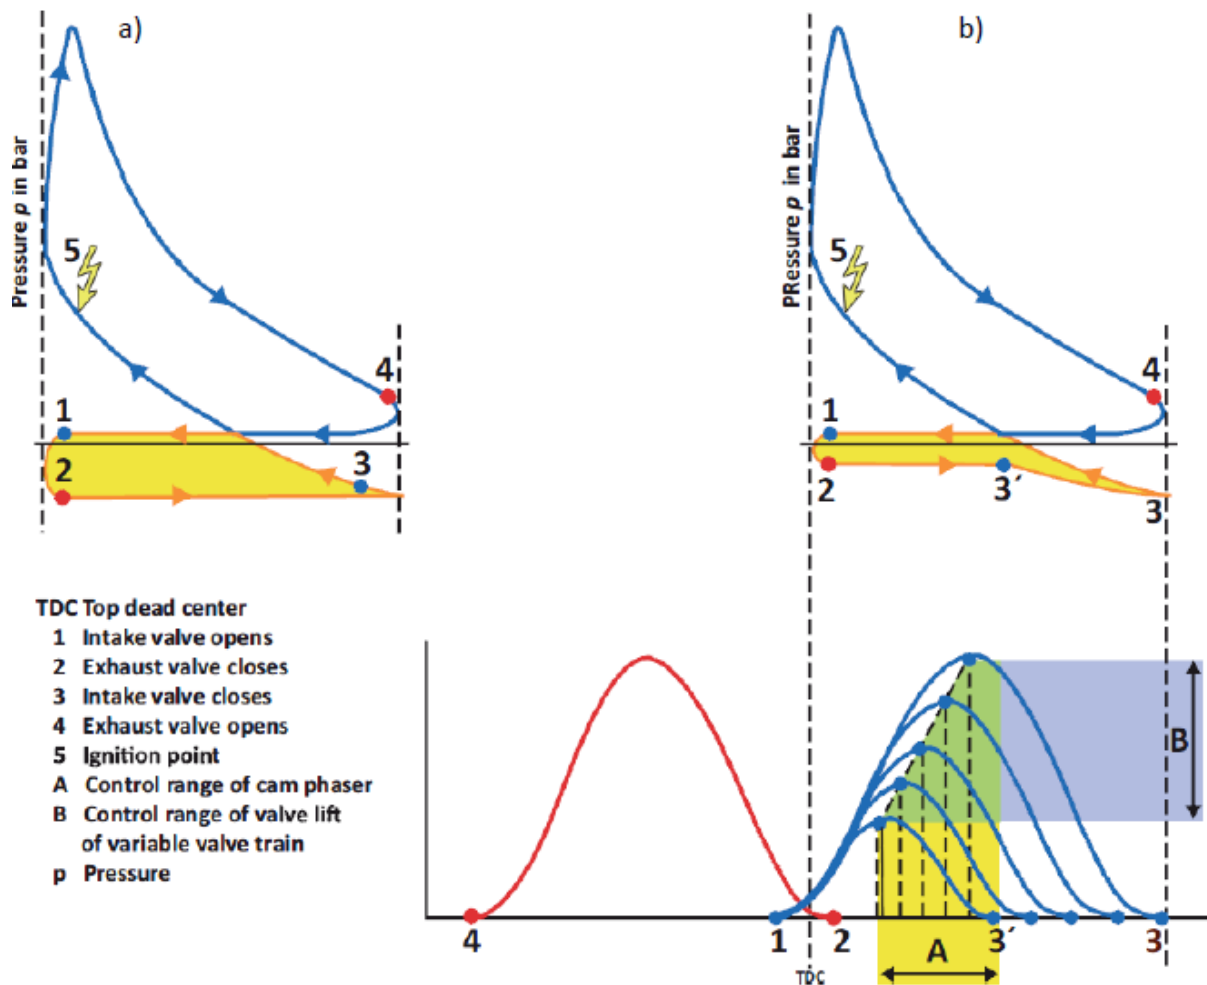 a)
b)
Pressure p in bar
PRessure p in bar
5
5
4
4
1
1
2
3
2
3´
3
TDC Top dead center
1 Intake valve opens
2 Exhaust valve closes
3 Intake valve closes
4 Exhaust valve opens
5 Ignition point
A Control range of cam phaser
B Control range of valve lift
of variable valve train
p Pressure
B
4
1
2
3´
3
A
TDC